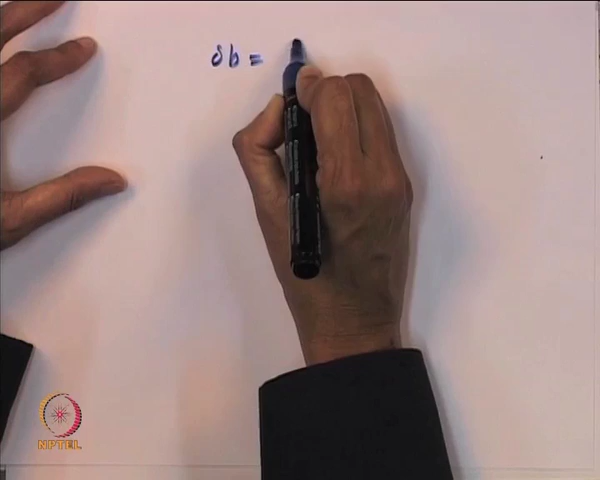 δb =
NPTEL